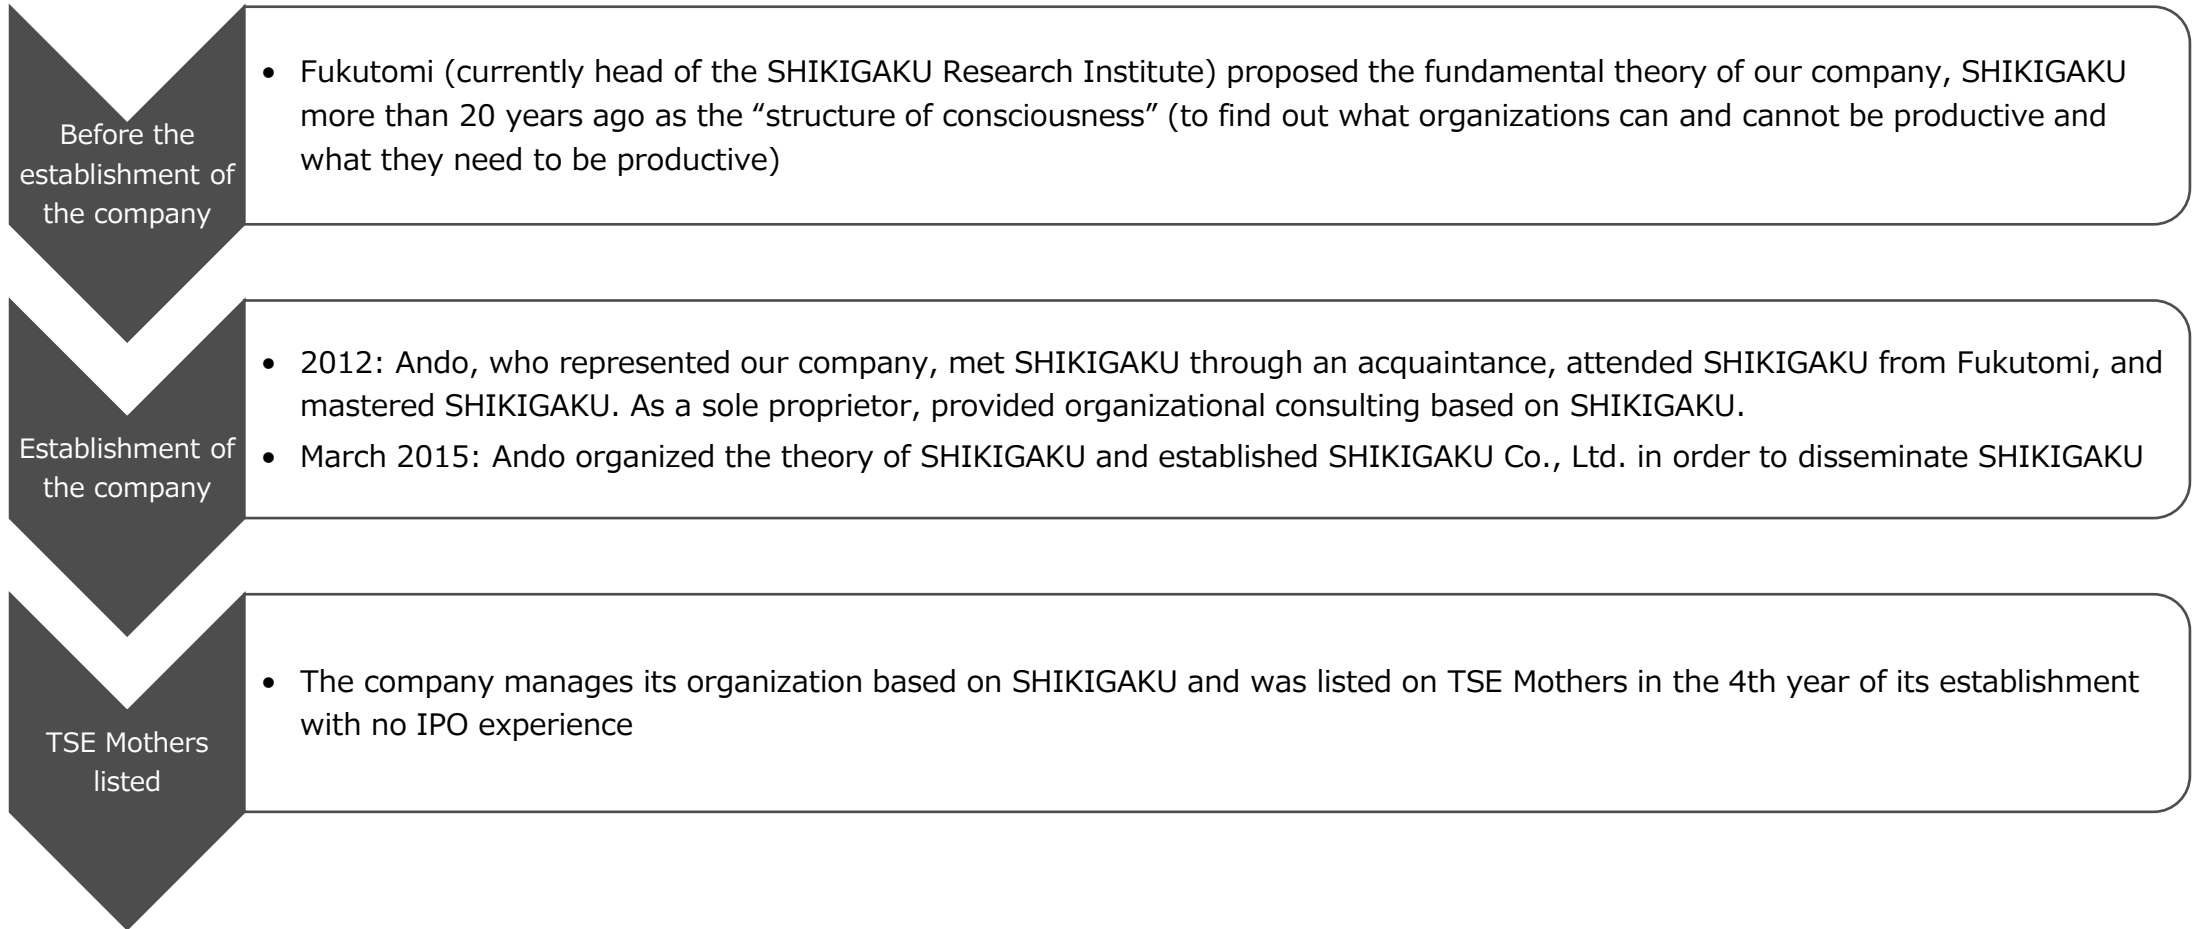 Before the
establishment of
the company
• Fukutomi (currently head of the SHIKIGAKU Research Institute) proposed the fundamental theory of our company, SHIKIGAKU
more than 20 years ago as the “structure of consciousness” (to find out what organizations can and cannot be productive and
what they need to be productive)
Establishment of
the company
• 2012: Ando, who represented our company, met SHIKIGAKU through an acquaintance, attended SHIKIGAKU from Fukutomi, and
mastered SHIKIGAKU. As a sole proprietor, provided organizational consulting based on SHIKIGAKU.
• March 2015: Ando organized the theory of SHIKIGAKU and established SHIKIGAKU Co., Ltd. in order to disseminate SHIKIGAKU
TSE Mothers
listed
• The company manages its organization based on SHIKIGAKU and was listed on TSE Mothers in the 4th year of its establishment
with no IPO experience